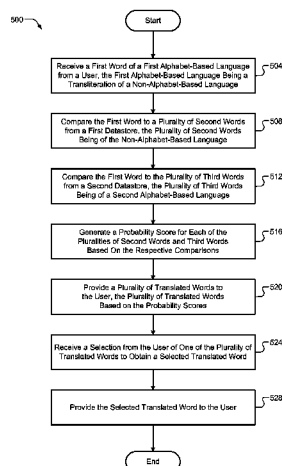 500
Start
Receive a First Word of a First Alphabet-Based Language
from a User, the First Alphabet-Based Language Being a
Transliteration of a Non-Alphabet-Based Language
504
Compare the First Word to a Plurality of Second Words
from a First Datastore, the Plurality of Second Words
Being of the Non-Alphabet-Based Language
508
Compare the First Word to the Plurality of Third Words
from a Second Datastore, the Plurality of Third Words
Being of a Second Alphabet-Based Language
512
Generate a Probability Score for Each of the
Pluralities of Second Words and Third Words
Based On the Respective Comparisons
516
Provide a Plurality of Translated Words to
the User, the Plurality of Translated Words
Based on the Probability Scores
520
Receive a Selection from the User of One of the Plurality of
Translated Words to Obtain a Selected Translated Word
524
Provide the Selected Translated Word to the User
528
End